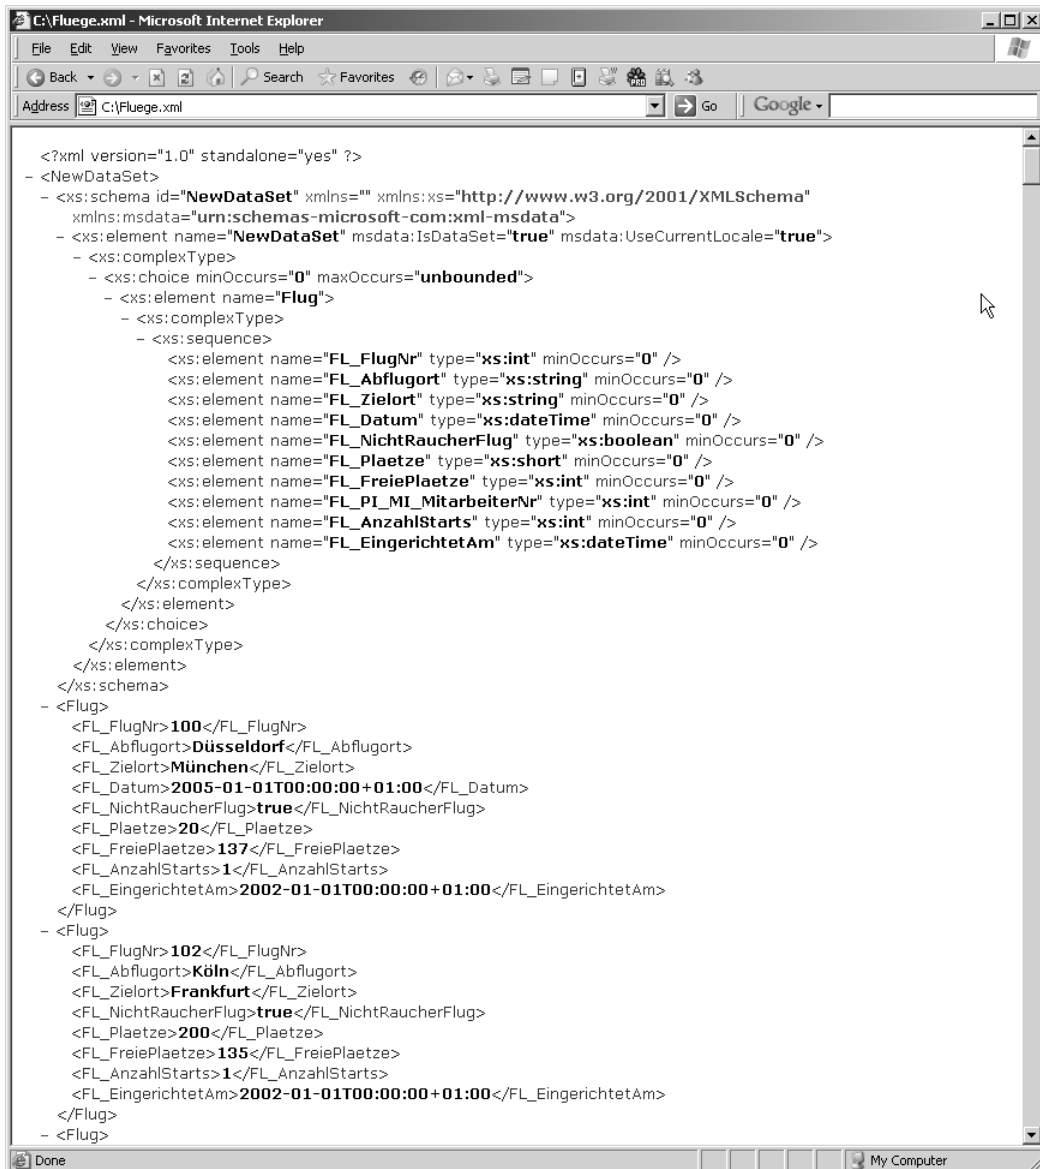 C:\Fluege.xml - Microsoft Internet Explorer
File Edit View Favorites Tools Help
Back Search Favorites
Address C:\Fluege.xml Go Google
<?xml version="1.0" standalone="yes" ?>
- <NewDataSet>
- <xs:schema id="NewDataSet" xmlns="" xmlns:xs="http://www.w3.org/2001/XMLSchema"
xmlns:msdata="urn:schemas-microsoft-com:xml-msdata">
- <xs:element name="NewDataSet" msdata:IsDataSet="true" msdata:UseCurrentLocale="true">
- <xs:complexType>
- <xs:choice minOccurs="0" maxOccurs="unbounded">
- <xs:element name="Flug">
- <xs:complexType>
- <xs:sequence>
<xs:element name="FL_FlugNr" type="xs:int" minOccurs="0" />
<xs:element name="FL_Abflugort" type="xs:string" minOccurs="0" />
<xs:element name="FL_Zielort" type="xs:string" minOccurs="0" />
<xs:element name="FL_Datum" type="xs:dateTime" minOccurs="0" />
<xs:element name="FL_NichtRaucherFlug" type="xs:boolean" minOccurs="0" />
<xs:element name="FL_Plaetze" type="xs:short" minOccurs="0" />
<xs:element name="FL_FreiePlaetze" type="xs:int" minOccurs="0" />
<xs:element name="FL_PI_MI_MitarbeiterNr" type="xs:int" minOccurs="0" />
<xs:element name="FL_AnzahlStarts" type="xs:int" minOccurs="0" />
<xs:element name="FL_EingerichtetAm" type="xs:dateTime" minOccurs="0" />
</xs:sequence>
</xs:complexType>
</xs:element>
</xs:choice>
</xs:complexType>
</xs:element>
</xs:schema>
- <Flug>
<FL_FlugNr>100</FL_FlugNr>
<FL_Abflugort>Düsseldorf</FL_Abflugort>
<FL_Zielort>München</FL_Zielort>
<FL_Datum>2005-01-01T00:00:00+01:00</FL_Datum>
<FL_NichtRaucherFlug>true</FL_NichtRaucherFlug>
<FL_Plaetze>20</FL_Plaetze>
<FL_FreiePlaetze>137</FL_FreiePlaetze>
<FL_AnzahlStarts>1</FL_AnzahlStarts>
<FL_EingerichtetAm>2002-01-01T00:00:00+01:00</FL_EingerichtetAm>
</Flug>
- <Flug>
<FL_FlugNr>102</FL_FlugNr>
<FL_Abflugort>Köln</FL_Abflugort>
<FL_Zielort>Frankfurt</FL_Zielort>
<FL_NichtRaucherFlug>true</FL_NichtRaucherFlug>
<FL_Plaetze>200</FL_Plaetze>
<FL_FreiePlaetze>135</FL_FreiePlaetze>
<FL_AnzahlStarts>1</FL_AnzahlStarts>
<FL_EingerichtetAm>2002-01-01T00:00:00+01:00</FL_EingerichtetAm>
</Flug>
- <Flug>
Done My Computer